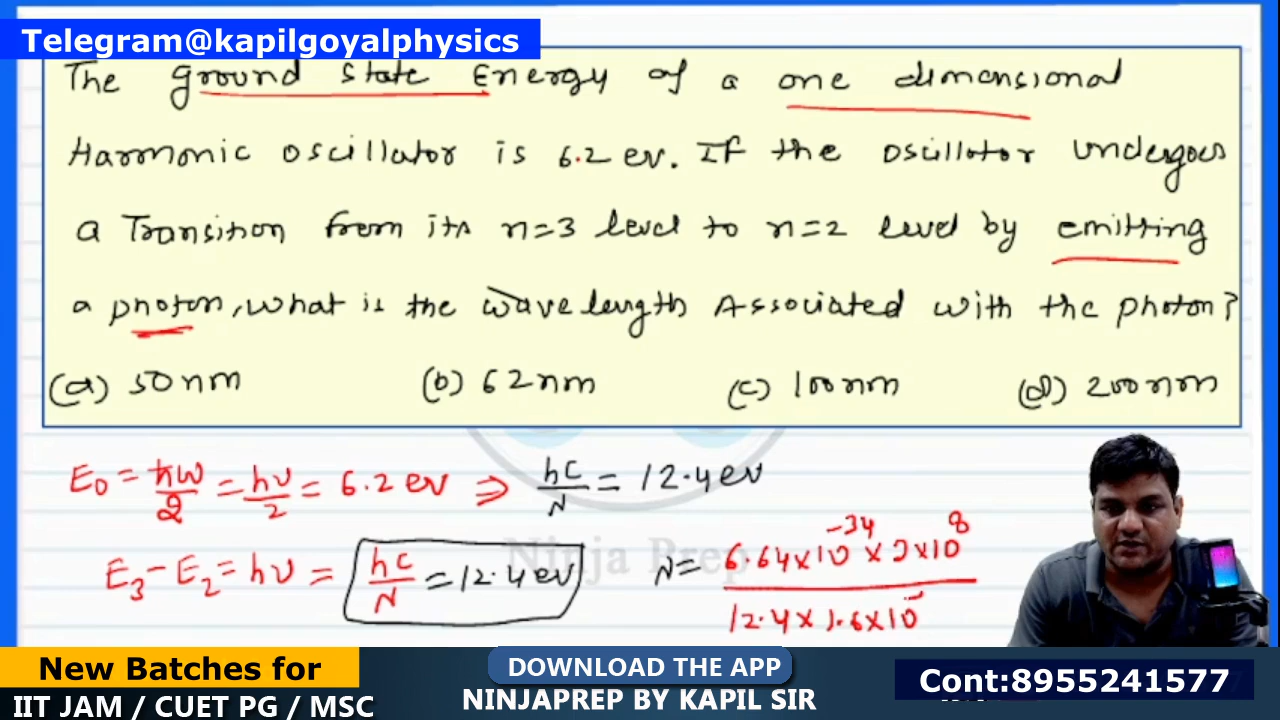 Telegram@kapilgoyalphysics
The ground state Energy of a one dimensional
Harmonic oscillator is 6.2 ev. If the oscillator undergoes
a Transition from its n=3 level to n=2 level by emitting
a photon, what is the wavelength Associated with the photon?
(a) 50nm (b) 62nm (c) 100nm (d) 200nm
E₀ = ħω/2 = hν/2 = 6.2 ev ⇒ hc/λ = 12.4 ev
E₃ - E₂ = hν = hc/λ = 12.4 ev λ = 6.64×10⁻³⁴ × 3×10⁸ / 12.4 × 1.6×10⁻
Ninja Prep
New Batches for
IIT JAM / CUET PG / MSC
DOWNLOAD THE APP
NINJAPREP BY KAPIL SIR
Cont:8955241577